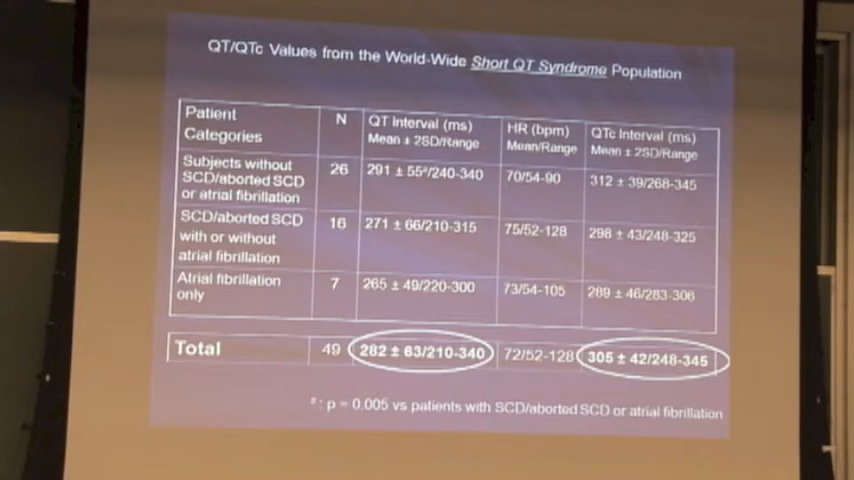 QT/QTc Values from the World-Wide Short QT Syndrome Population
Patient Categories N QT Interval (ms) Mean ± 2SD/Range HR (bpm) Mean/Range QTc Interval (ms) Mean ± 2SD/Range
Subjects without SCD/aborted SCD or atrial fibrillation 26 291 ± 55#/240-340 70/54-90 312 ± 39/268-345
SCD/aborted SCD with or without atrial fibrillation 16 271 ± 66/210-315 75/52-128 298 ± 43/248-325
Atrial fibrillation only 7 265 ± 49/220-300 73/54-105 289 ± 46/283-306
Total 49 282 ± 63/210-340 72/52-128 305 ± 42/248-345
# : p = 0.005 vs patients with SCD/aborted SCD or atrial fibrillation